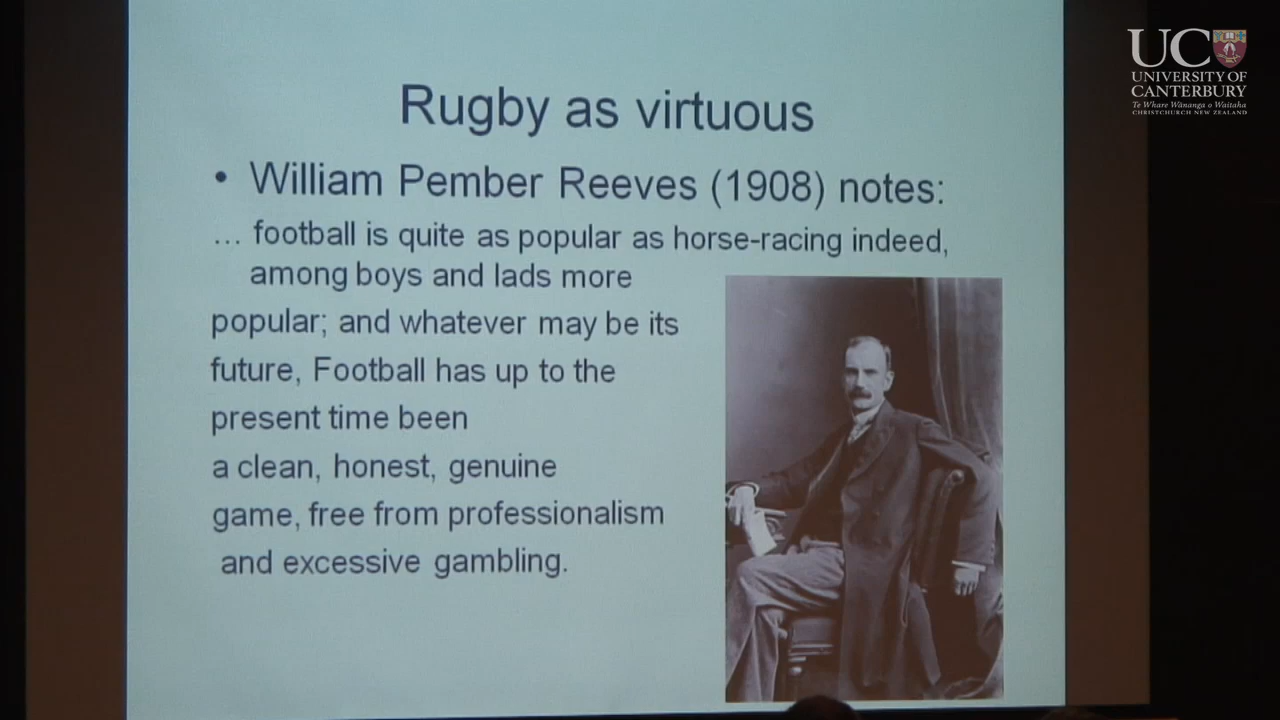 Rugby as virtuous
• William Pember Reeves (1908) notes:
... football is quite as popular as horse-racing indeed,
among boys and lads more
popular; and whatever may be its
future, Football has up to the
present time been
a clean, honest, genuine
game, free from professionalism
and excessive gambling.
UC
UNIVERSITY OF
CANTERBURY
Te Whare Wānanga o Waitaha
CHRISTCHURCH NEW ZEALAND